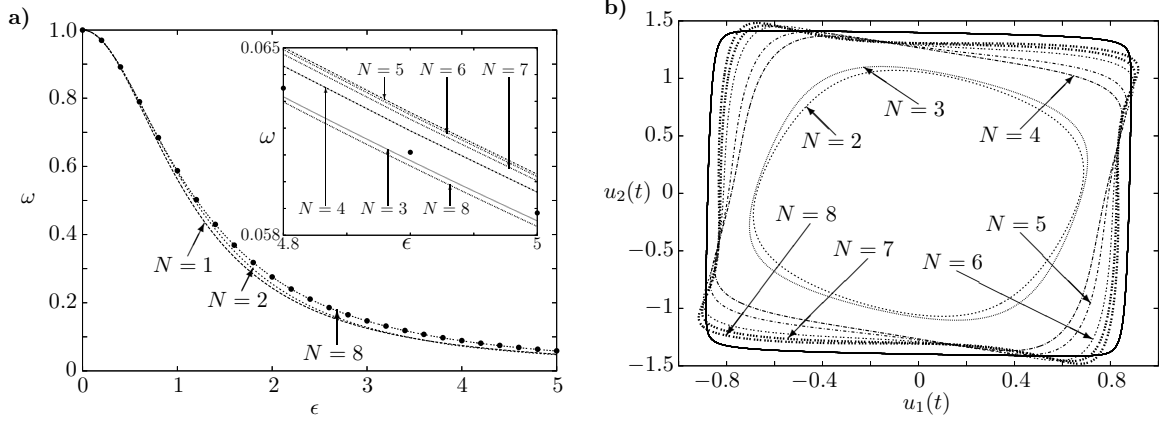 a)
1.0
0.8
0.6
0.4
0.2
0
ω
0 1 2 3 4 5
ϵ
N = 1
N = 2
N = 8
0.065
ω
0.058
4.8 ϵ 5
N = 5 N = 6 N = 7
N = 4 N = 3 N = 8
b)
1.5
1
0.5
u₂(t) 0
−0.5
−1
−1.5
−0.8 −0.4 0 0.4 0.8
u₁(t)
N = 3
N = 2
N = 4
N = 8
N = 7
N = 5
N = 6